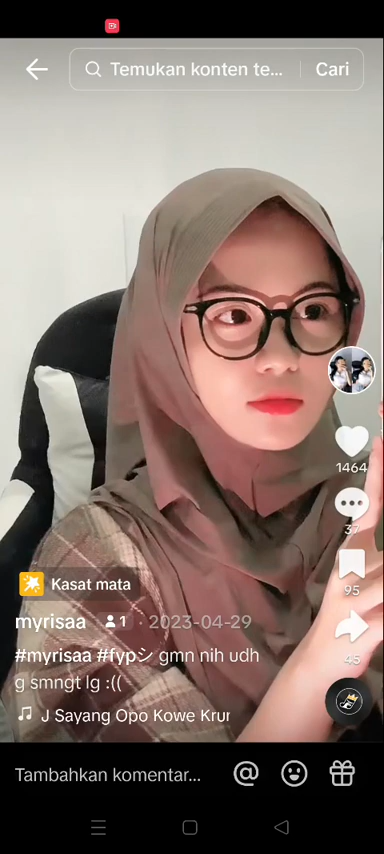 Temukan konten te...
Cari
1464
37
95
45
Kasat mata
myrisaa 1 · 2023-04-29
#myrisaa #fypシ gmn nih udh
g smngt lg :((
J Sayang Opo Kowe Krur
Tambahkan komentar...